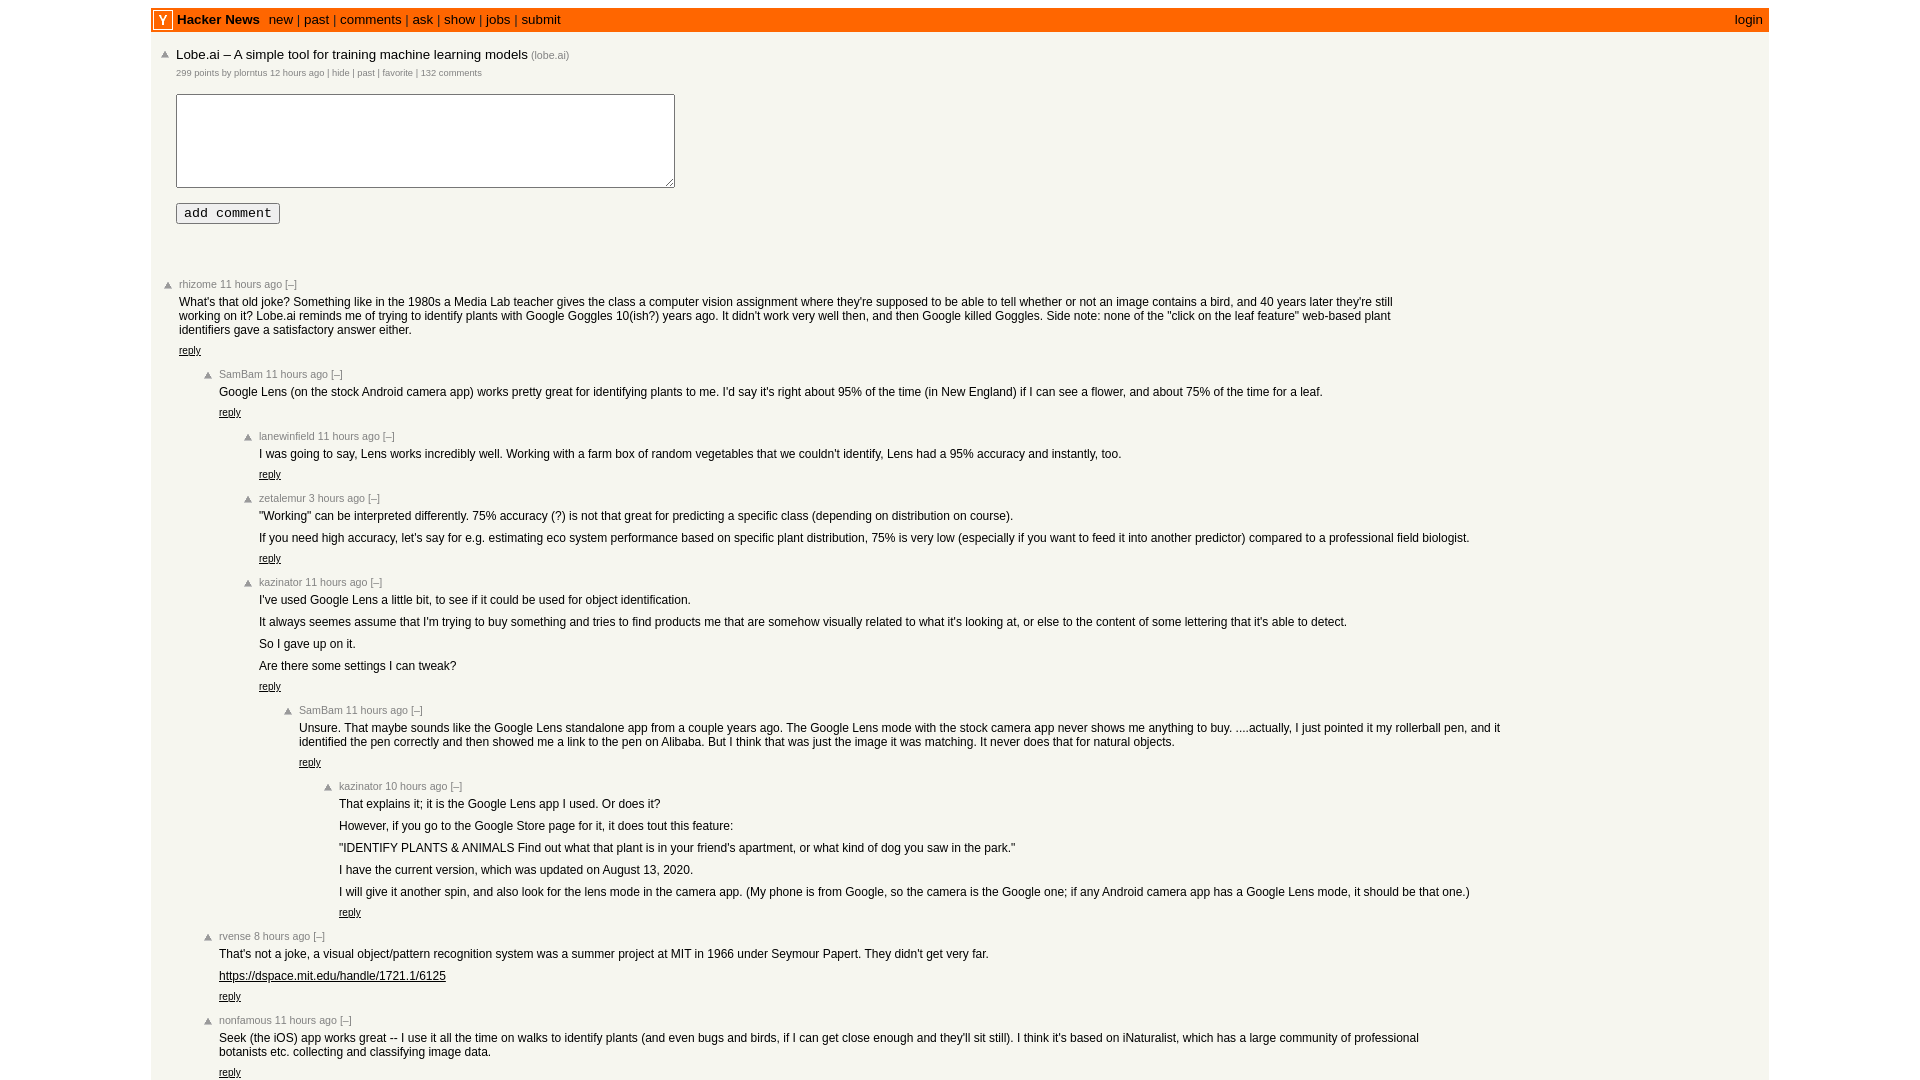 Y Hacker News new | past | comments | ask | show | jobs | submit login
Lobe.ai – A simple tool for training machine learning models (lobe.ai)
299 points by plorntus 12 hours ago | hide | past | favorite | 132 comments
add comment
rhizome 11 hours ago [–]
What's that old joke? Something like in the 1980s a Media Lab teacher gives the class a computer vision assignment where they're supposed to be able to tell whether or not an image contains a bird, and 40 years later they're still
working on it? Lobe.ai reminds me of trying to identify plants with Google Goggles 10(ish?) years ago. It didn't work very well then, and then Google killed Goggles. Side note: none of the "click on the leaf feature" web-based plant
identifiers gave a satisfactory answer either.
reply
SamBam 11 hours ago [–]
Google Lens (on the stock Android camera app) works pretty great for identifying plants to me. I'd say it's right about 95% of the time (in New England) if I can see a flower, and about 75% of the time for a leaf.
reply
lanewinfield 11 hours ago [–]
I was going to say, Lens works incredibly well. Working with a farm box of random vegetables that we couldn't identify, Lens had a 95% accuracy and instantly, too.
reply
zetalemur 3 hours ago [–]
"Working" can be interpreted differently. 75% accuracy (?) is not that great for predicting a specific class (depending on distribution on course).
If you need high accuracy, let's say for e.g. estimating eco system performance based on specific plant distribution, 75% is very low (especially if you want to feed it into another predictor) compared to a professional field biologist.
reply
kazinator 11 hours ago [–]
I've used Google Lens a little bit, to see if it could be used for object identification.
It always seemes assume that I'm trying to buy something and tries to find products me that are somehow visually related to what it's looking at, or else to the content of some lettering that it's able to detect.
So I gave up on it.
Are there some settings I can tweak?
reply
SamBam 11 hours ago [–]
Unsure. That maybe sounds like the Google Lens standalone app from a couple years ago. The Google Lens mode with the stock camera app never shows me anything to buy. ....actually, I just pointed it my rollerball pen, and it
identified the pen correctly and then showed me a link to the pen on Alibaba. But I think that was just the image it was matching. It never does that for natural objects.
reply
kazinator 10 hours ago [–]
That explains it; it is the Google Lens app I used. Or does it?
However, if you go to the Google Store page for it, it does tout this feature:
"IDENTIFY PLANTS & ANIMALS Find out what that plant is in your friend's apartment, or what kind of dog you saw in the park."
I have the current version, which was updated on August 13, 2020.
I will give it another spin, and also look for the lens mode in the camera app. (My phone is from Google, so the camera is the Google one; if any Android camera app has a Google Lens mode, it should be that one.)
reply
rvense 8 hours ago [–]
That's not a joke, a visual object/pattern recognition system was a summer project at MIT in 1966 under Seymour Papert. They didn't get very far.
https://dspace.mit.edu/handle/1721.1/6125
reply
nonfamous 11 hours ago [–]
Seek (the iOS) app works great -- I use it all the time on walks to identify plants (and even bugs and birds, if I can get close enough and they'll sit still). I think it's based on iNaturalist, which has a large community of professional
botanists etc. collecting and classifying image data.
reply